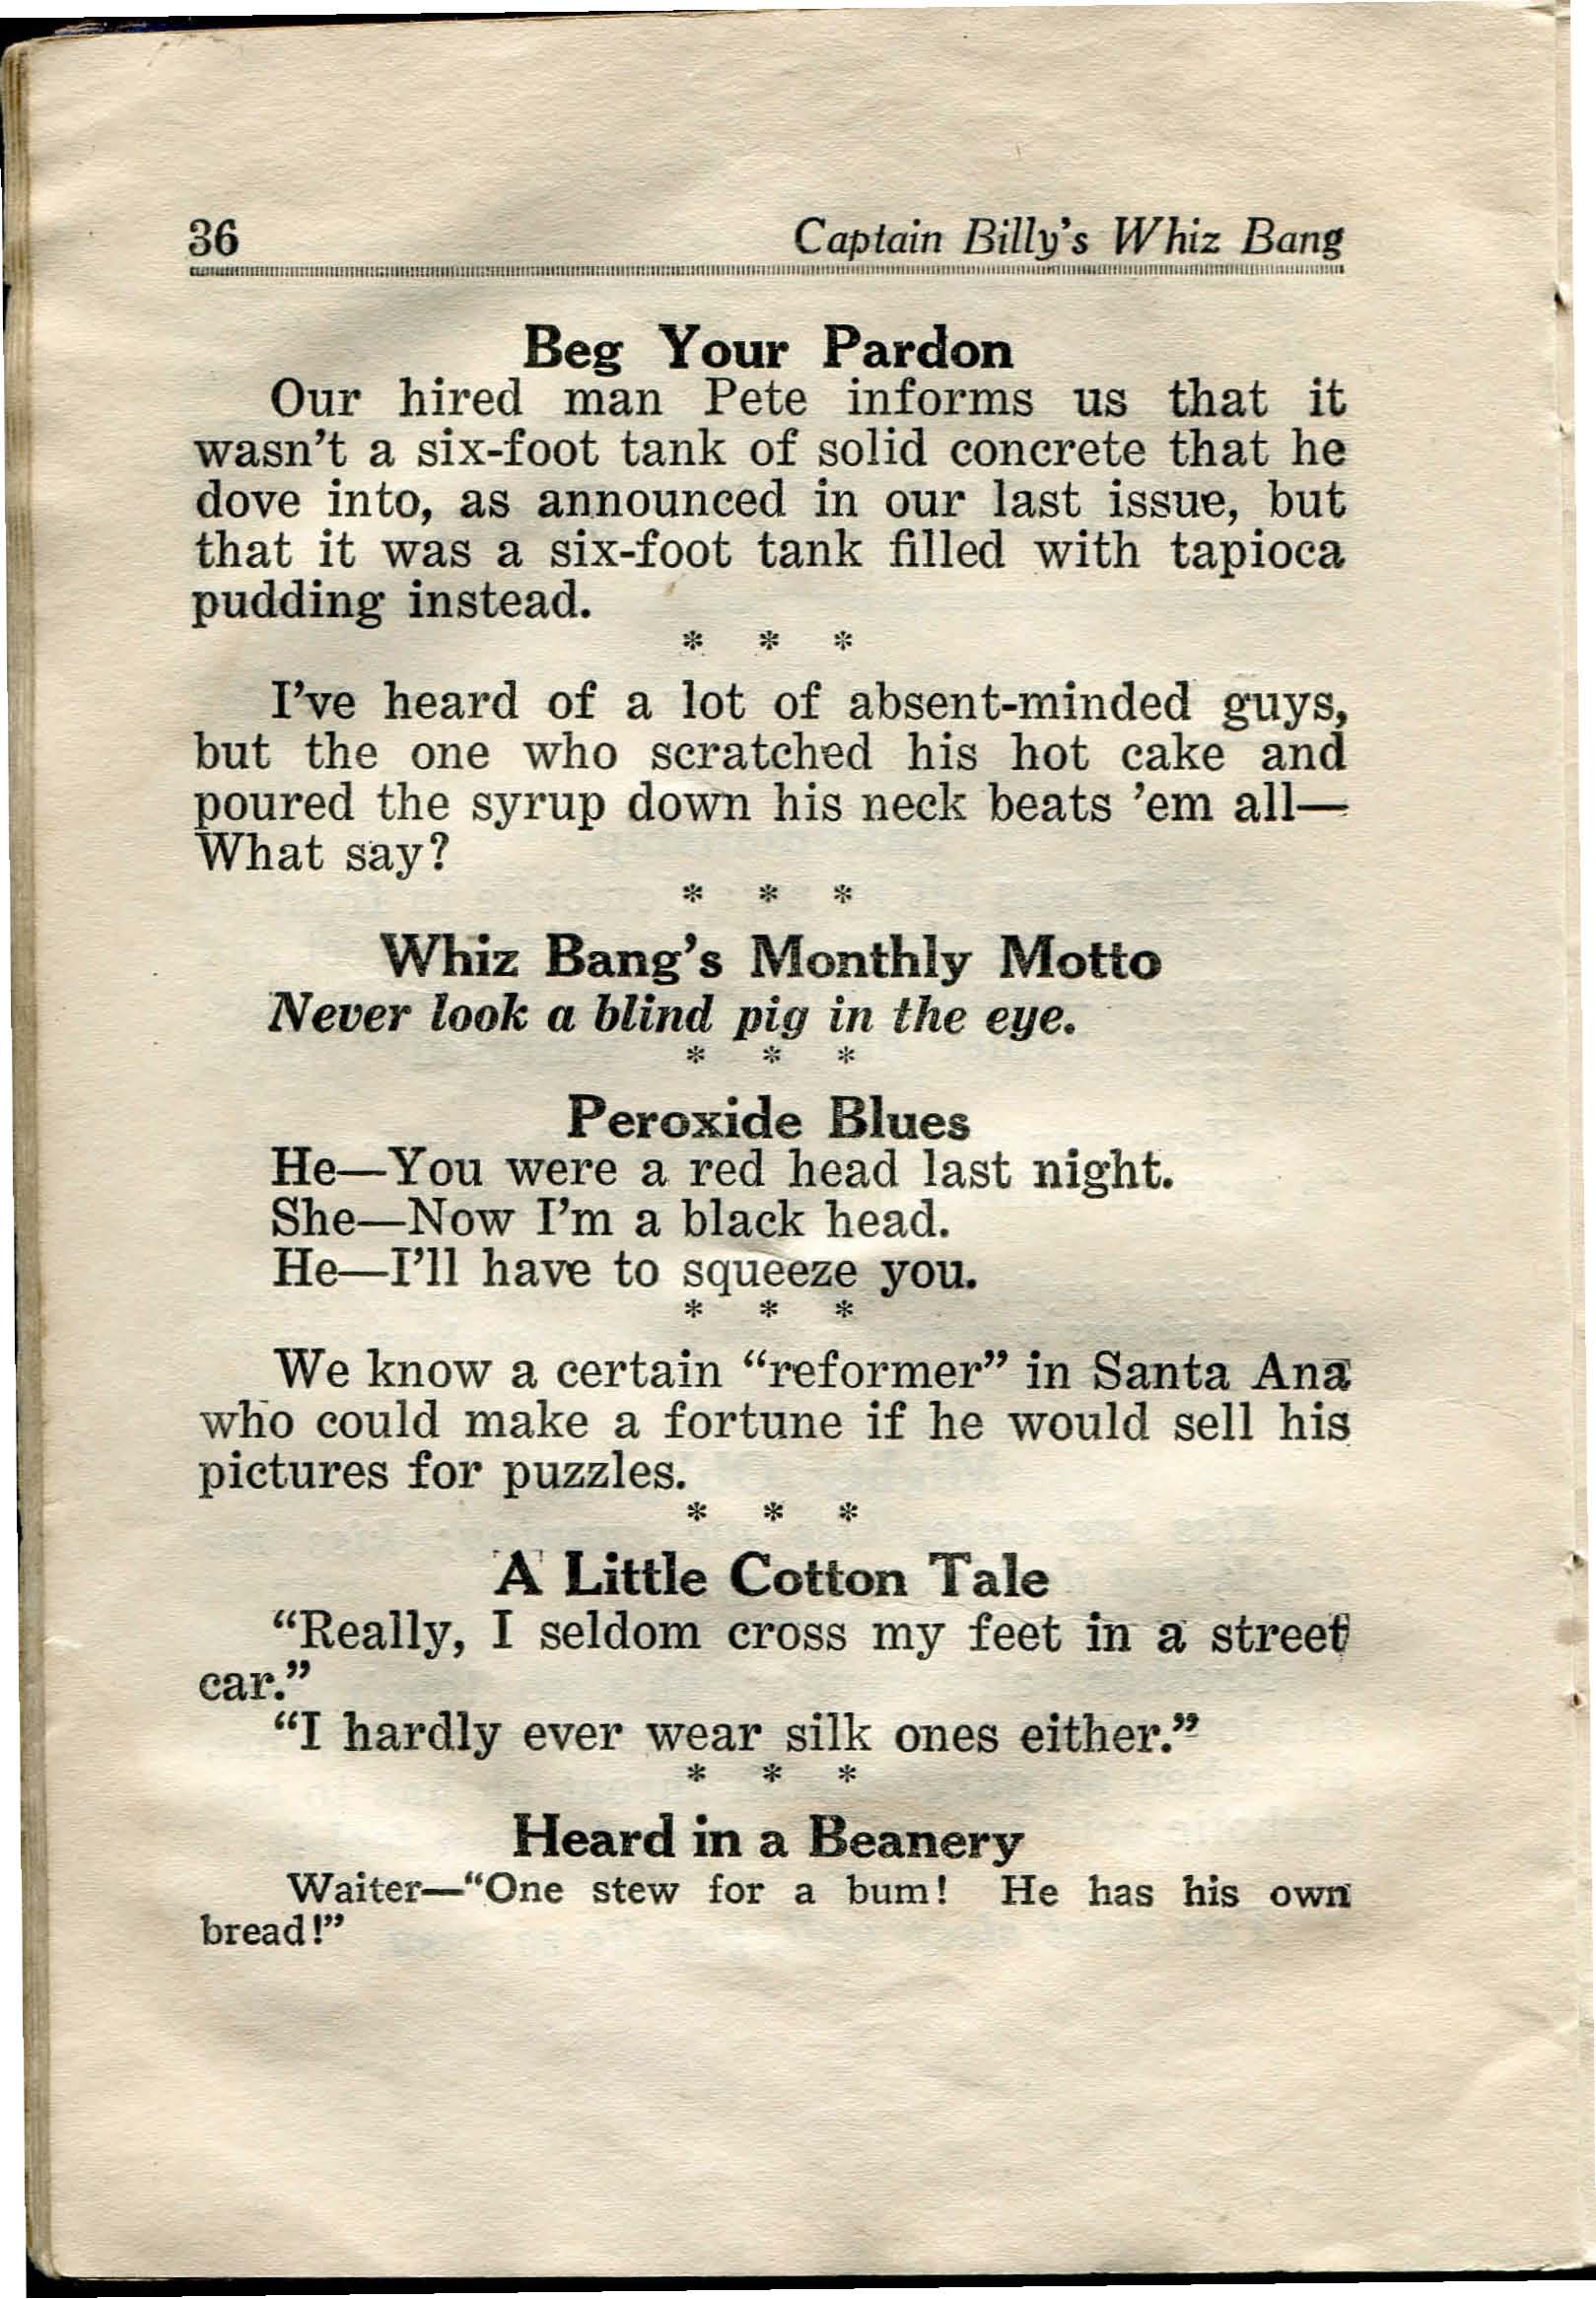 36 Captain Billy's Whiz Bang
Beg Your Pardon
Our hired man Pete informs us that it
wasn't a six-foot tank of solid concrete that he
dove into, as announced in our last issue, but
that it was a six-foot tank filled with tapioca
pudding instead.
* * *
I've heard of a lot of absent-minded guys,
but the one who scratched his hot cake and
poured the syrup down his neck beats 'em all—
What say?
* * *
Whiz Bang's Monthly Motto
Never look a blind pig in the eye.
* * *
Peroxide Blues
He—You were a red head last night.
She—Now I'm a black head.
He—I'll have to squeeze you.
* * *
We know a certain “reformer” in Santa Ana
who could make a fortune if he would sell his
pictures for puzzles.
* * *
A Little Cotton Tale
“Really, I seldom cross my feet in a street
car.”
“I hardly ever wear silk ones either.”
* * *
Heard in a Beanery
Waiter—“One stew for a bum! He has his own
bread!”